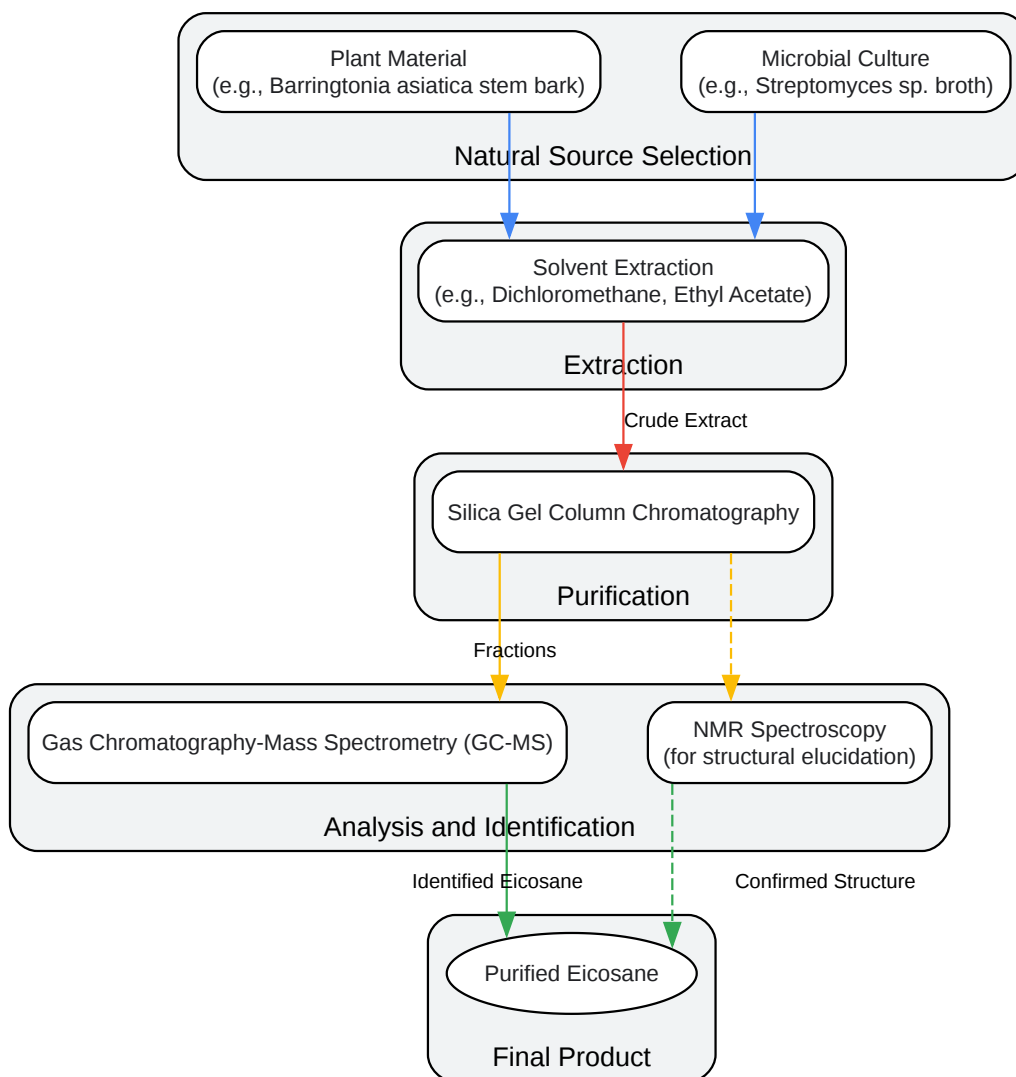 Plant Material
(e.g., Barringtonia asiatica stem bark)
Microbial Culture
(e.g., Streptomyces sp. broth)
Natural Source Selection
Solvent Extraction
(e.g., Dichloromethane, Ethyl Acetate)
Extraction
Crude Extract
Silica Gel Column Chromatography
Purification
Fractions
Gas Chromatography-Mass Spectrometry (GC-MS)
NMR Spectroscopy
(for structural elucidation)
Analysis and Identification
Identified Eicosane
Confirmed Structure
Purified Eicosane
Final Product